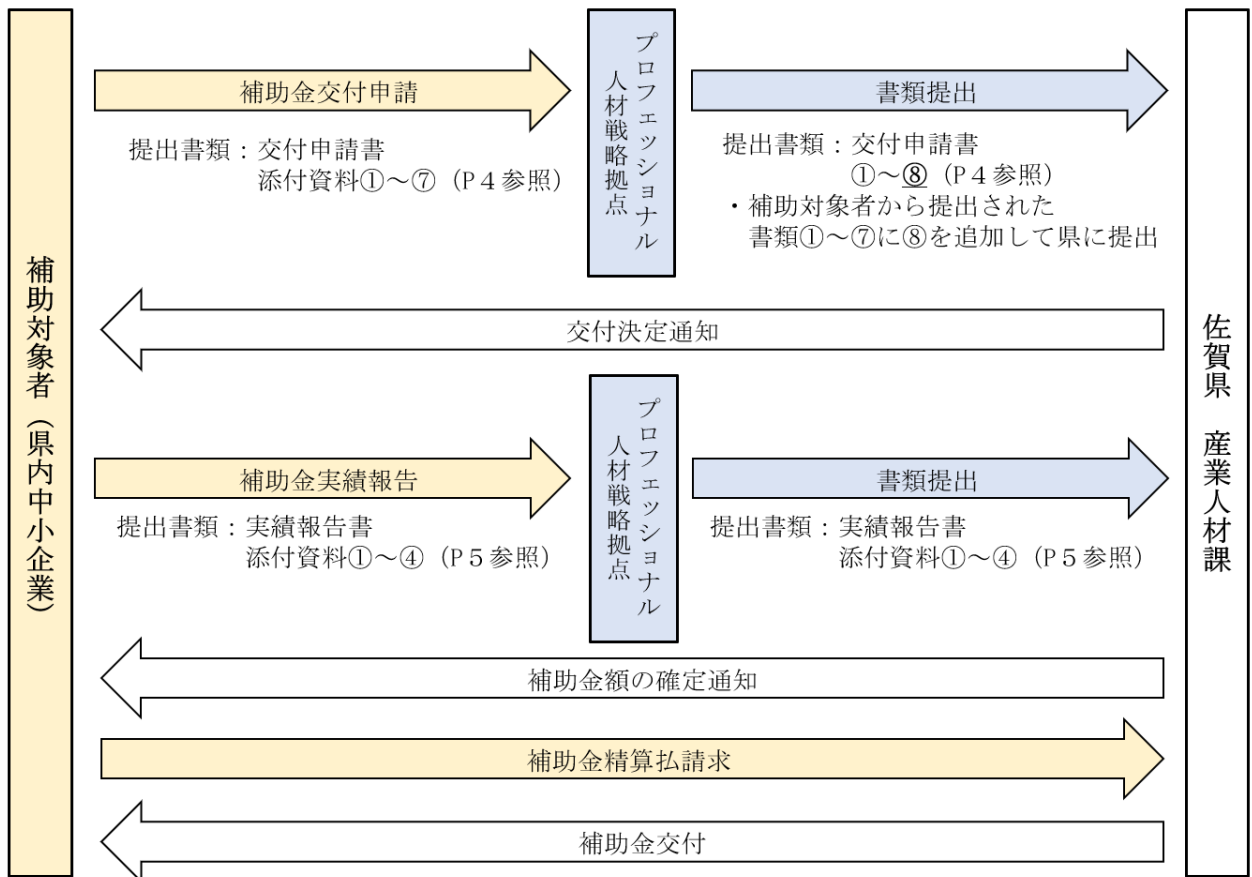 補助対象者（県内中小企業）
補助金交付申請
提出書類：交付申請書
添付資料①～⑦（P４参照）
プロフェッショナル
人材戦略拠点
書類提出
提出書類：交付申請書
①～⑧（P４参照）
・補助対象者から提出された
書類①～⑦に⑧を追加して県に提出
佐賀県　産業人材課
交付決定通知
補助金実績報告
提出書類：実績報告書
添付資料①～④（P５参照）
プロフェッショナル
人材戦略拠点
書類提出
提出書類：実績報告書
添付資料①～④（P５参照）
補助金額の確定通知
補助金精算払請求
補助金交付